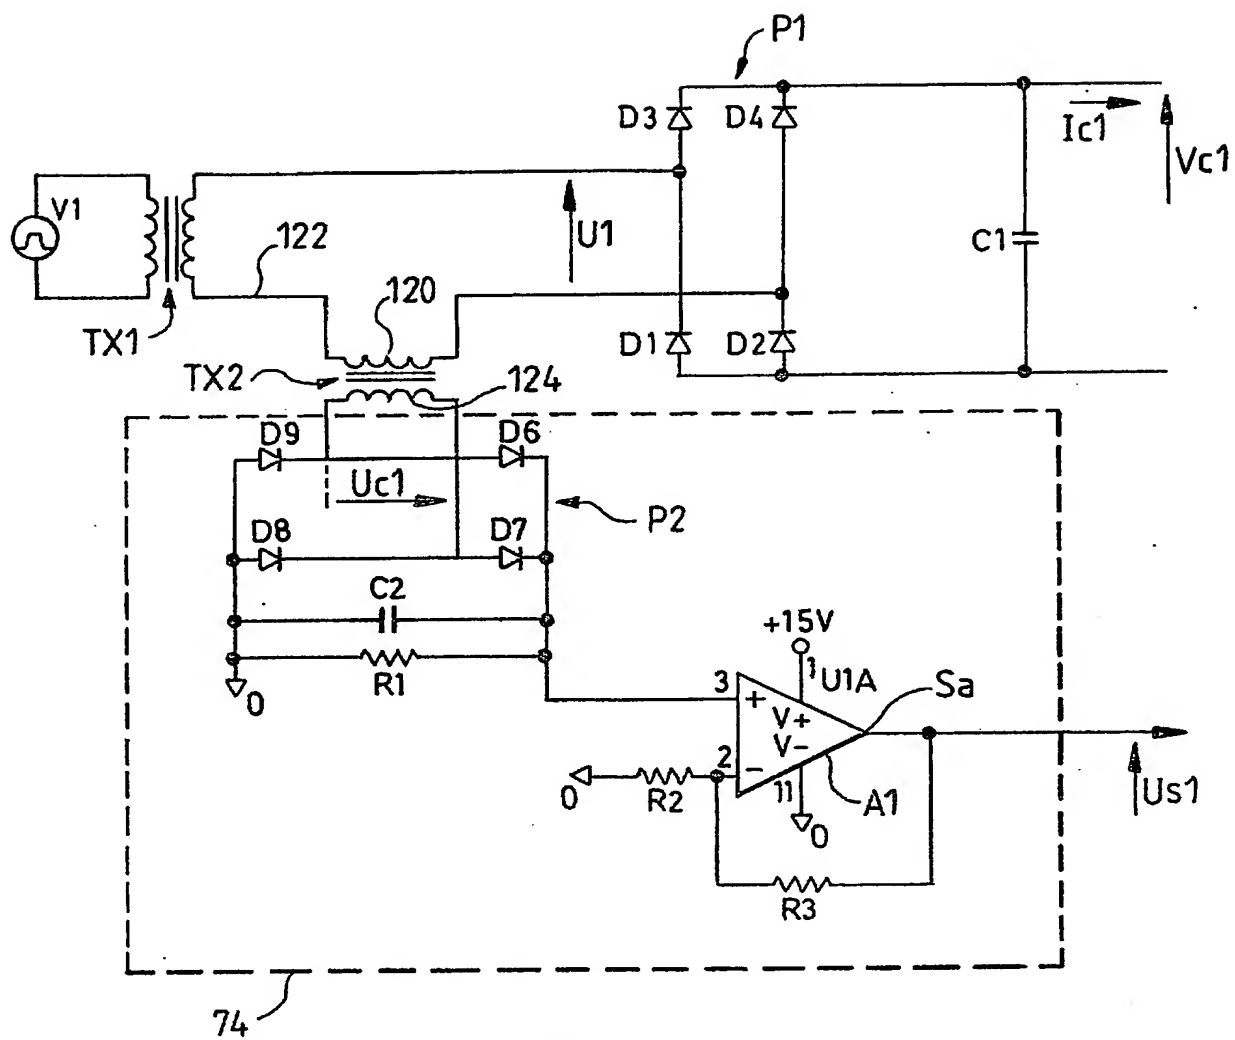 P1
D3
D4
Ic1
Vc1
V1
122
U1
C1
120
TX1
D1
D2
TX2
124
D9
D6
Uc1
P2
D8
D7
C2
+15V
R1
0
3
1
U1A
Sa
+
V+
V-
2
-
0
R2
11
0
A1
Us1
R3
74